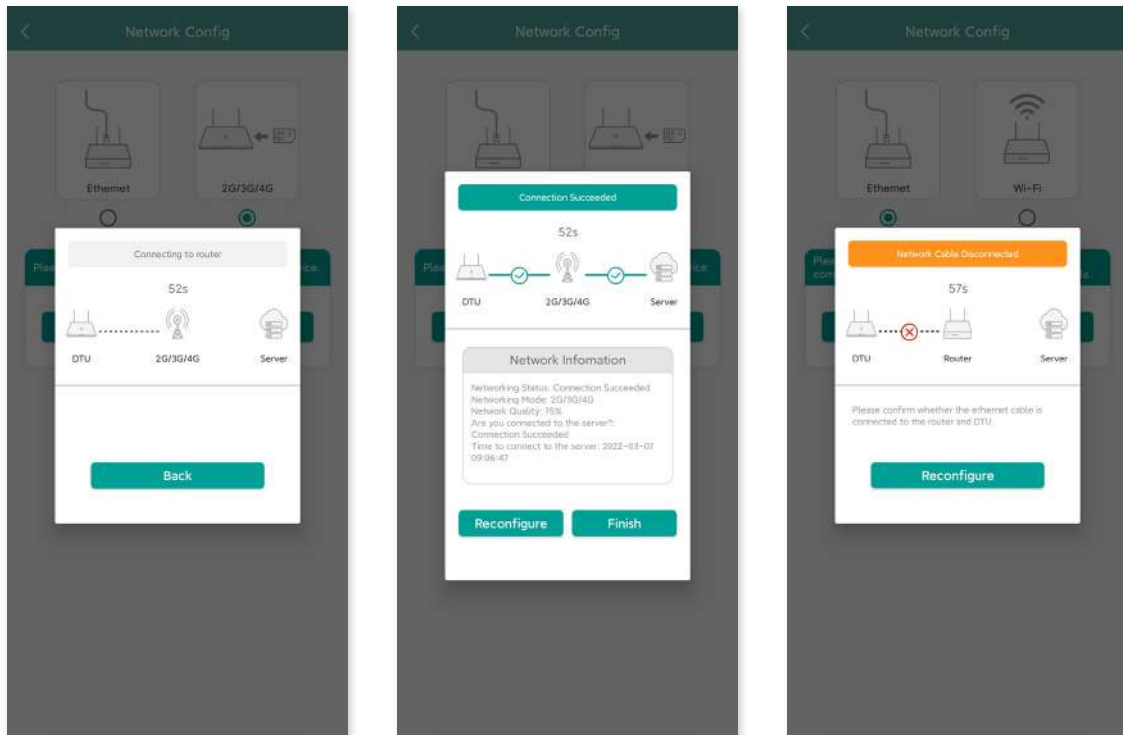 Network Config
Ethernet
2G/3G/4G
Connecting to router
52s
DTU
2G/3G/4G
Server
Back
Network Config
Connection Succeeded
52s
DTU
2G/3G/4G
Server
Network Infomation
Networking Status: Connection Succeeded
Networking Mode: 2G/3G/4G
Network Quality: 75%
Are you connected to the server?:
Connection Succeeded
Time to connect to the server: 2022-03-07
09:06:47
Reconfigure
Finish
Network Config
Ethernet
Wi-Fi
Network Cable Disconnected
57s
DTU
Router
Server
Please confirm whether the ethernet cable is
connected to the router and DTU.
Reconfigure